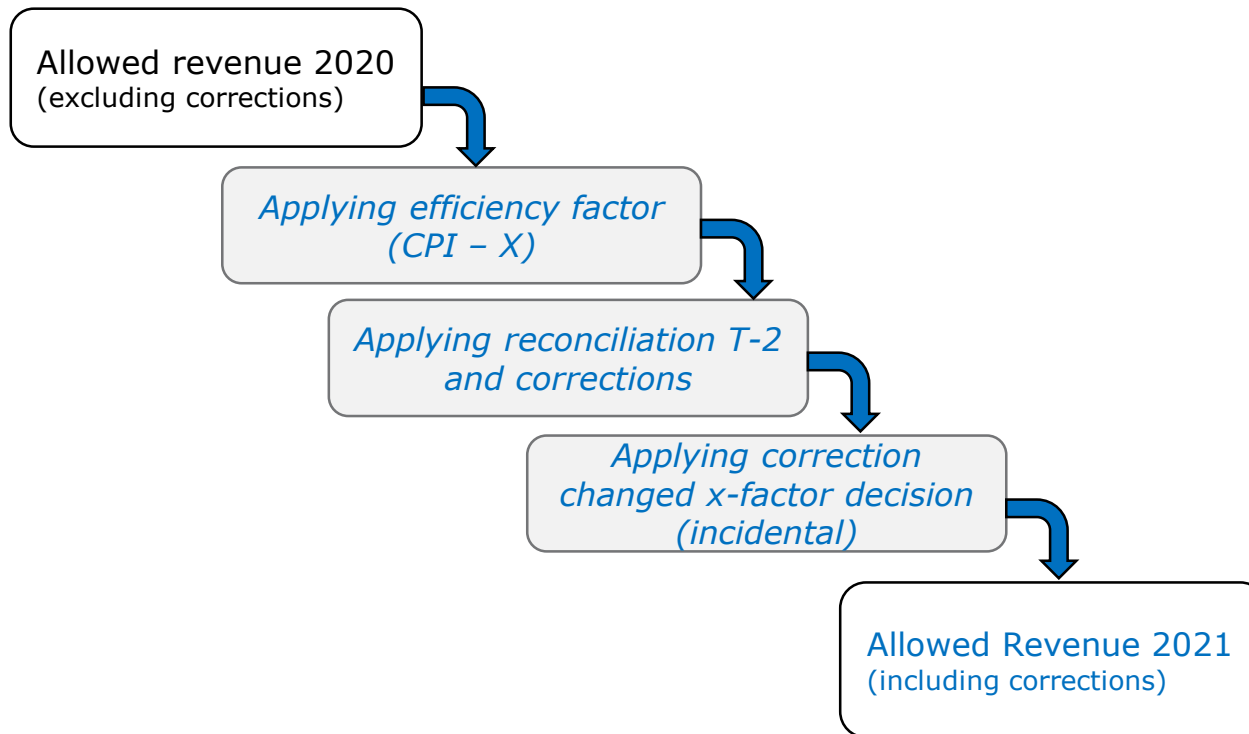 Allowed revenue 2020
(excluding corrections)
Applying efficiency factor
(CPI – X)
Applying reconciliation T-2
and corrections
Applying correction
changed x-factor decision
(incidental)
Allowed Revenue 2021
(including corrections)